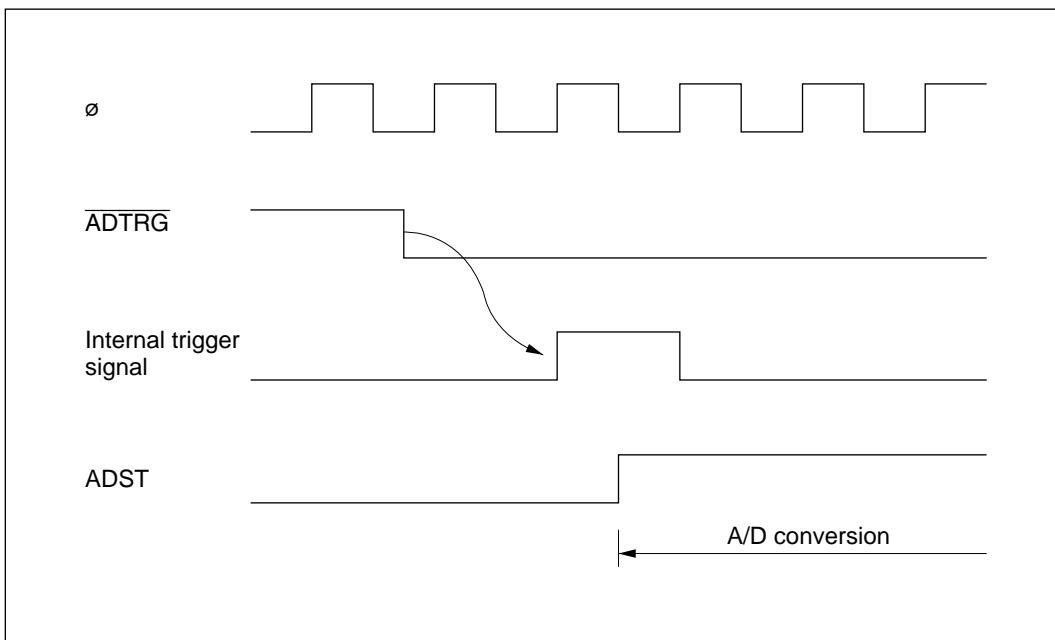 ø
ADTRG
Internal trigger
signal
ADST
A/D conversion